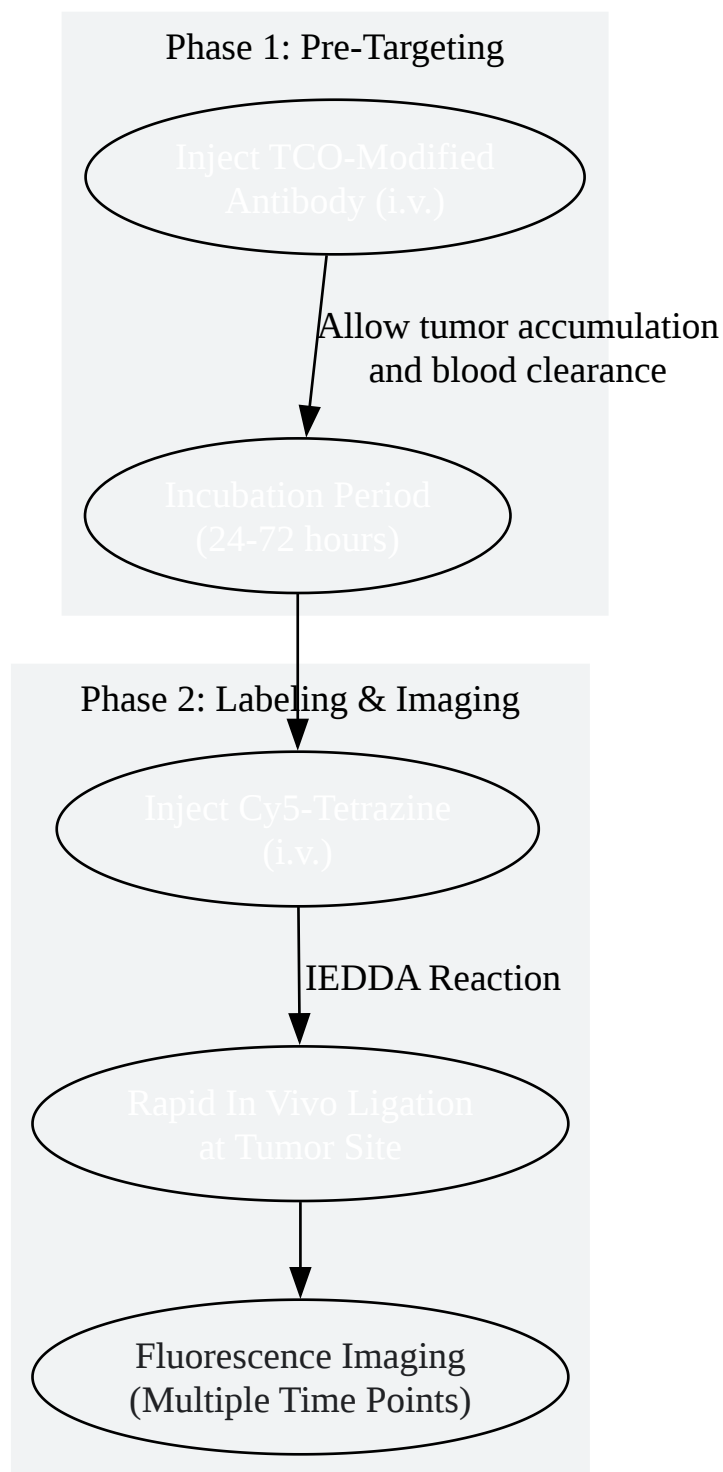 Phase 1: Pre-Targeting
Inject TCO-Modified
Antibody (i.v.)
Allow tumor accumulation
and blood clearance
Incubation Period
(24-72 hours)
Phase 2: Labeling & Imaging
Inject Cy5-Tetrazine
(i.v.)
IEDDA Reaction
Rapid In Vivo Ligation
at Tumor Site
Fluorescence Imaging
(Multiple Time Points)